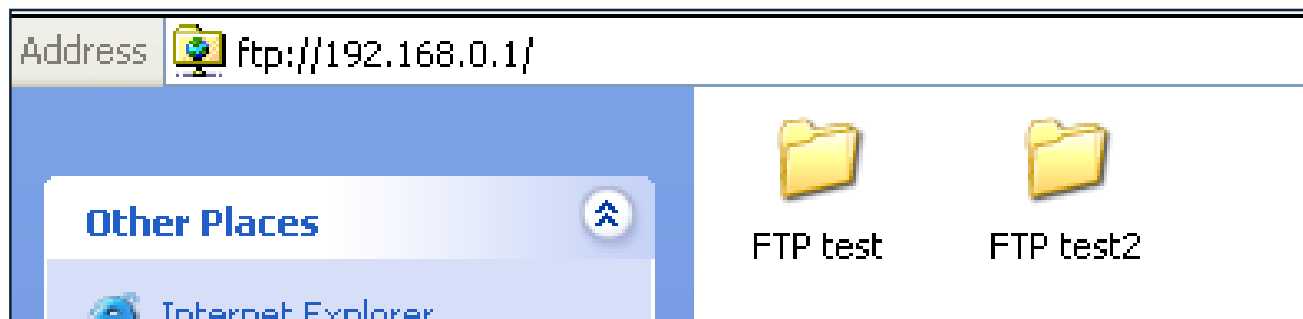 Address ftp://192.168.0.1/
Other Places
Internet Explorer
FTP test
FTP test2